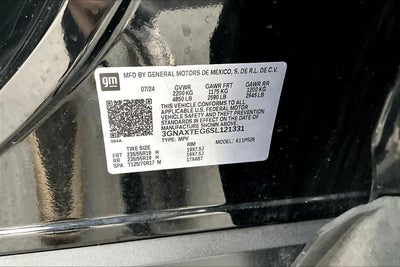 gm
MFD BY GENERAL MOTORS DE MEXICO, S. DE R.L. DE C.V.
07/24 GVWR GAWR FRT GAWR RR
2200 KG 1175 KG 1200 KG
4850 LB 2590 LB 2645 LB
THIS VEHICLE CONFORMS TO ALL
APPLICABLE U.S. FEDERAL MOTOR
VEHICLE SAFETY AND THEFT PREVENTION
STANDARDS IN EFFECT ON THE DATE OF
MANUFACTURE SHOWN ABOVE.
3GNAXTEG6SL121331
TYPE: MPV MODEL:
TIRE SIZE RIM
FRT 235/55R19 H 19X7.5J
RR 235/55R19 H 19X7.5J
SPA T125/70R17 M 17X4BT